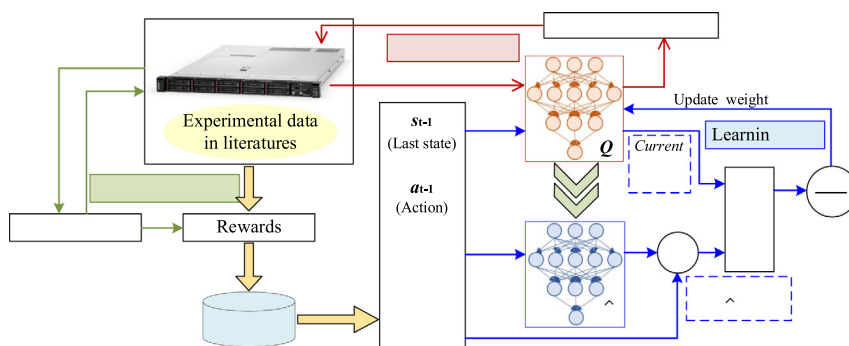 Experimental data
in literatures
Rewards
s t-1
(Last state)
a t-1
(Action)
Q
Update weight
Learnin
Current
^
^